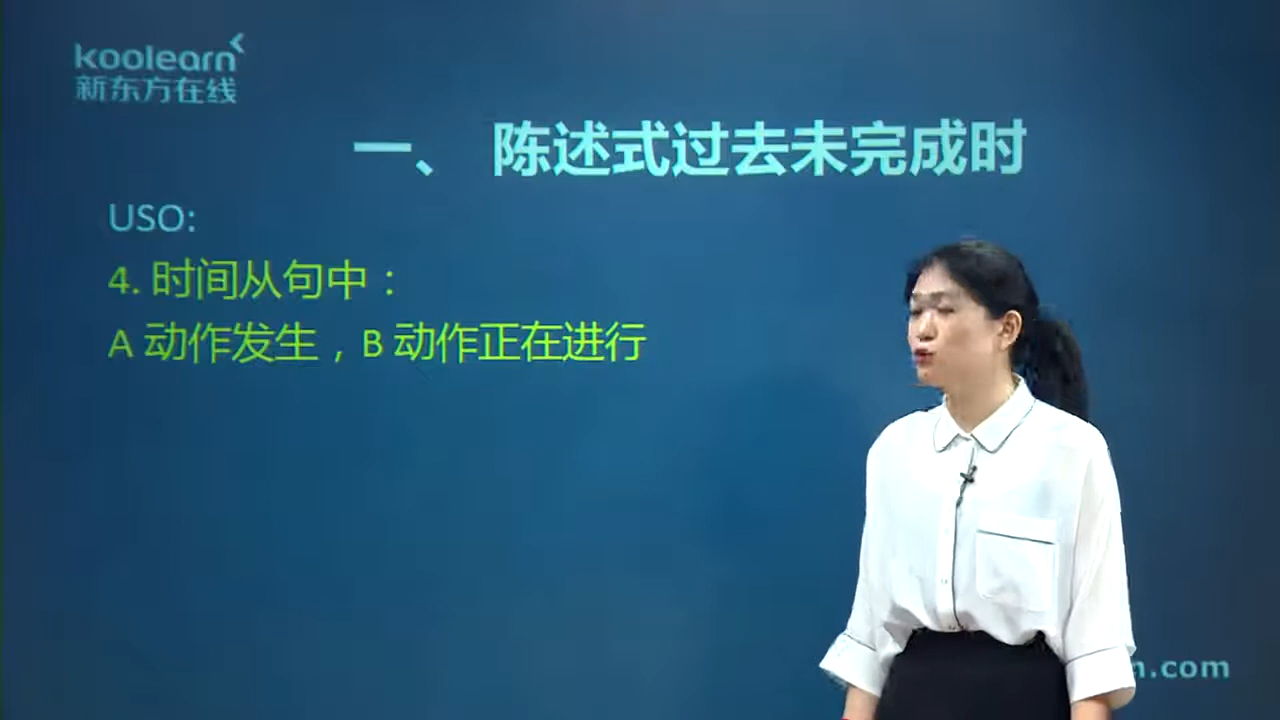 koolearn
新东方在线
一、 陈述式过去未完成时
USO:
4. 时间从句中：
A 动作发生，B 动作正在进行
.com